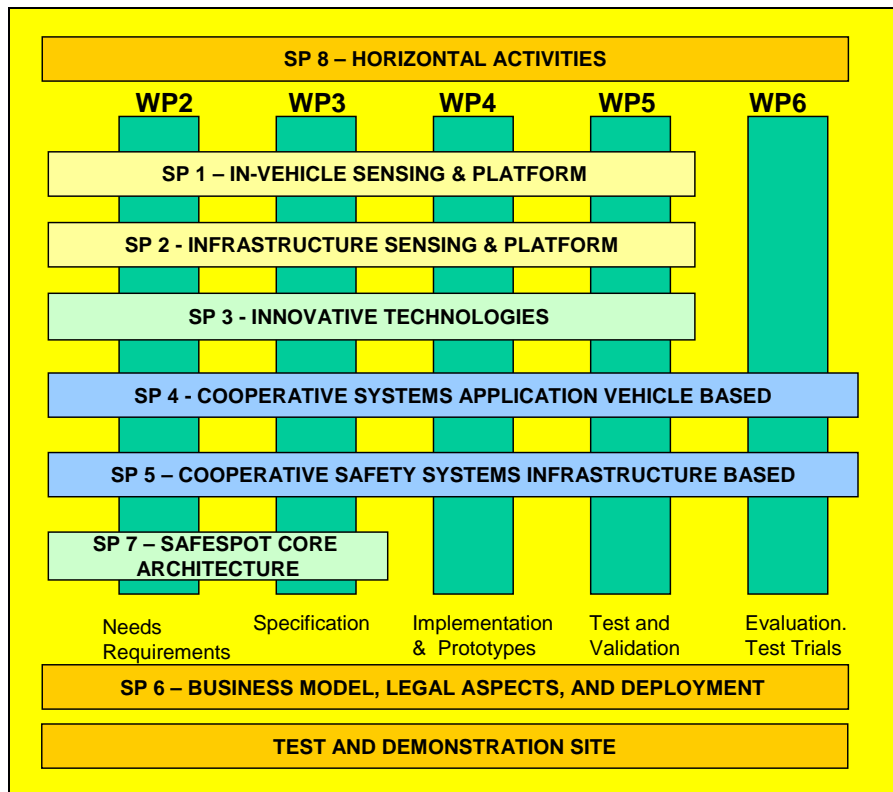 SP 8 – HORIZONTAL ACTIVITIES
WP2 WP3 WP4 WP5 WP6
SP 1 – IN-VEHICLE SENSING & PLATFORM
SP 2 - INFRASTRUCTURE SENSING & PLATFORM
SP 3 - INNOVATIVE TECHNOLOGIES
SP 4 - COOPERATIVE SYSTEMS APPLICATION VEHICLE BASED
SP 5 – COOPERATIVE SAFETY SYSTEMS INFRASTRUCTURE BASED
SP 7 – SAFESPOT CORE
ARCHITECTURE
Needs
Requirements
Specification
Implementation
& Prototypes
Test and
Validation
Evaluation.
Test Trials
SP 6 – BUSINESS MODEL, LEGAL ASPECTS, AND DEPLOYMENT
TEST AND DEMONSTRATION SITE